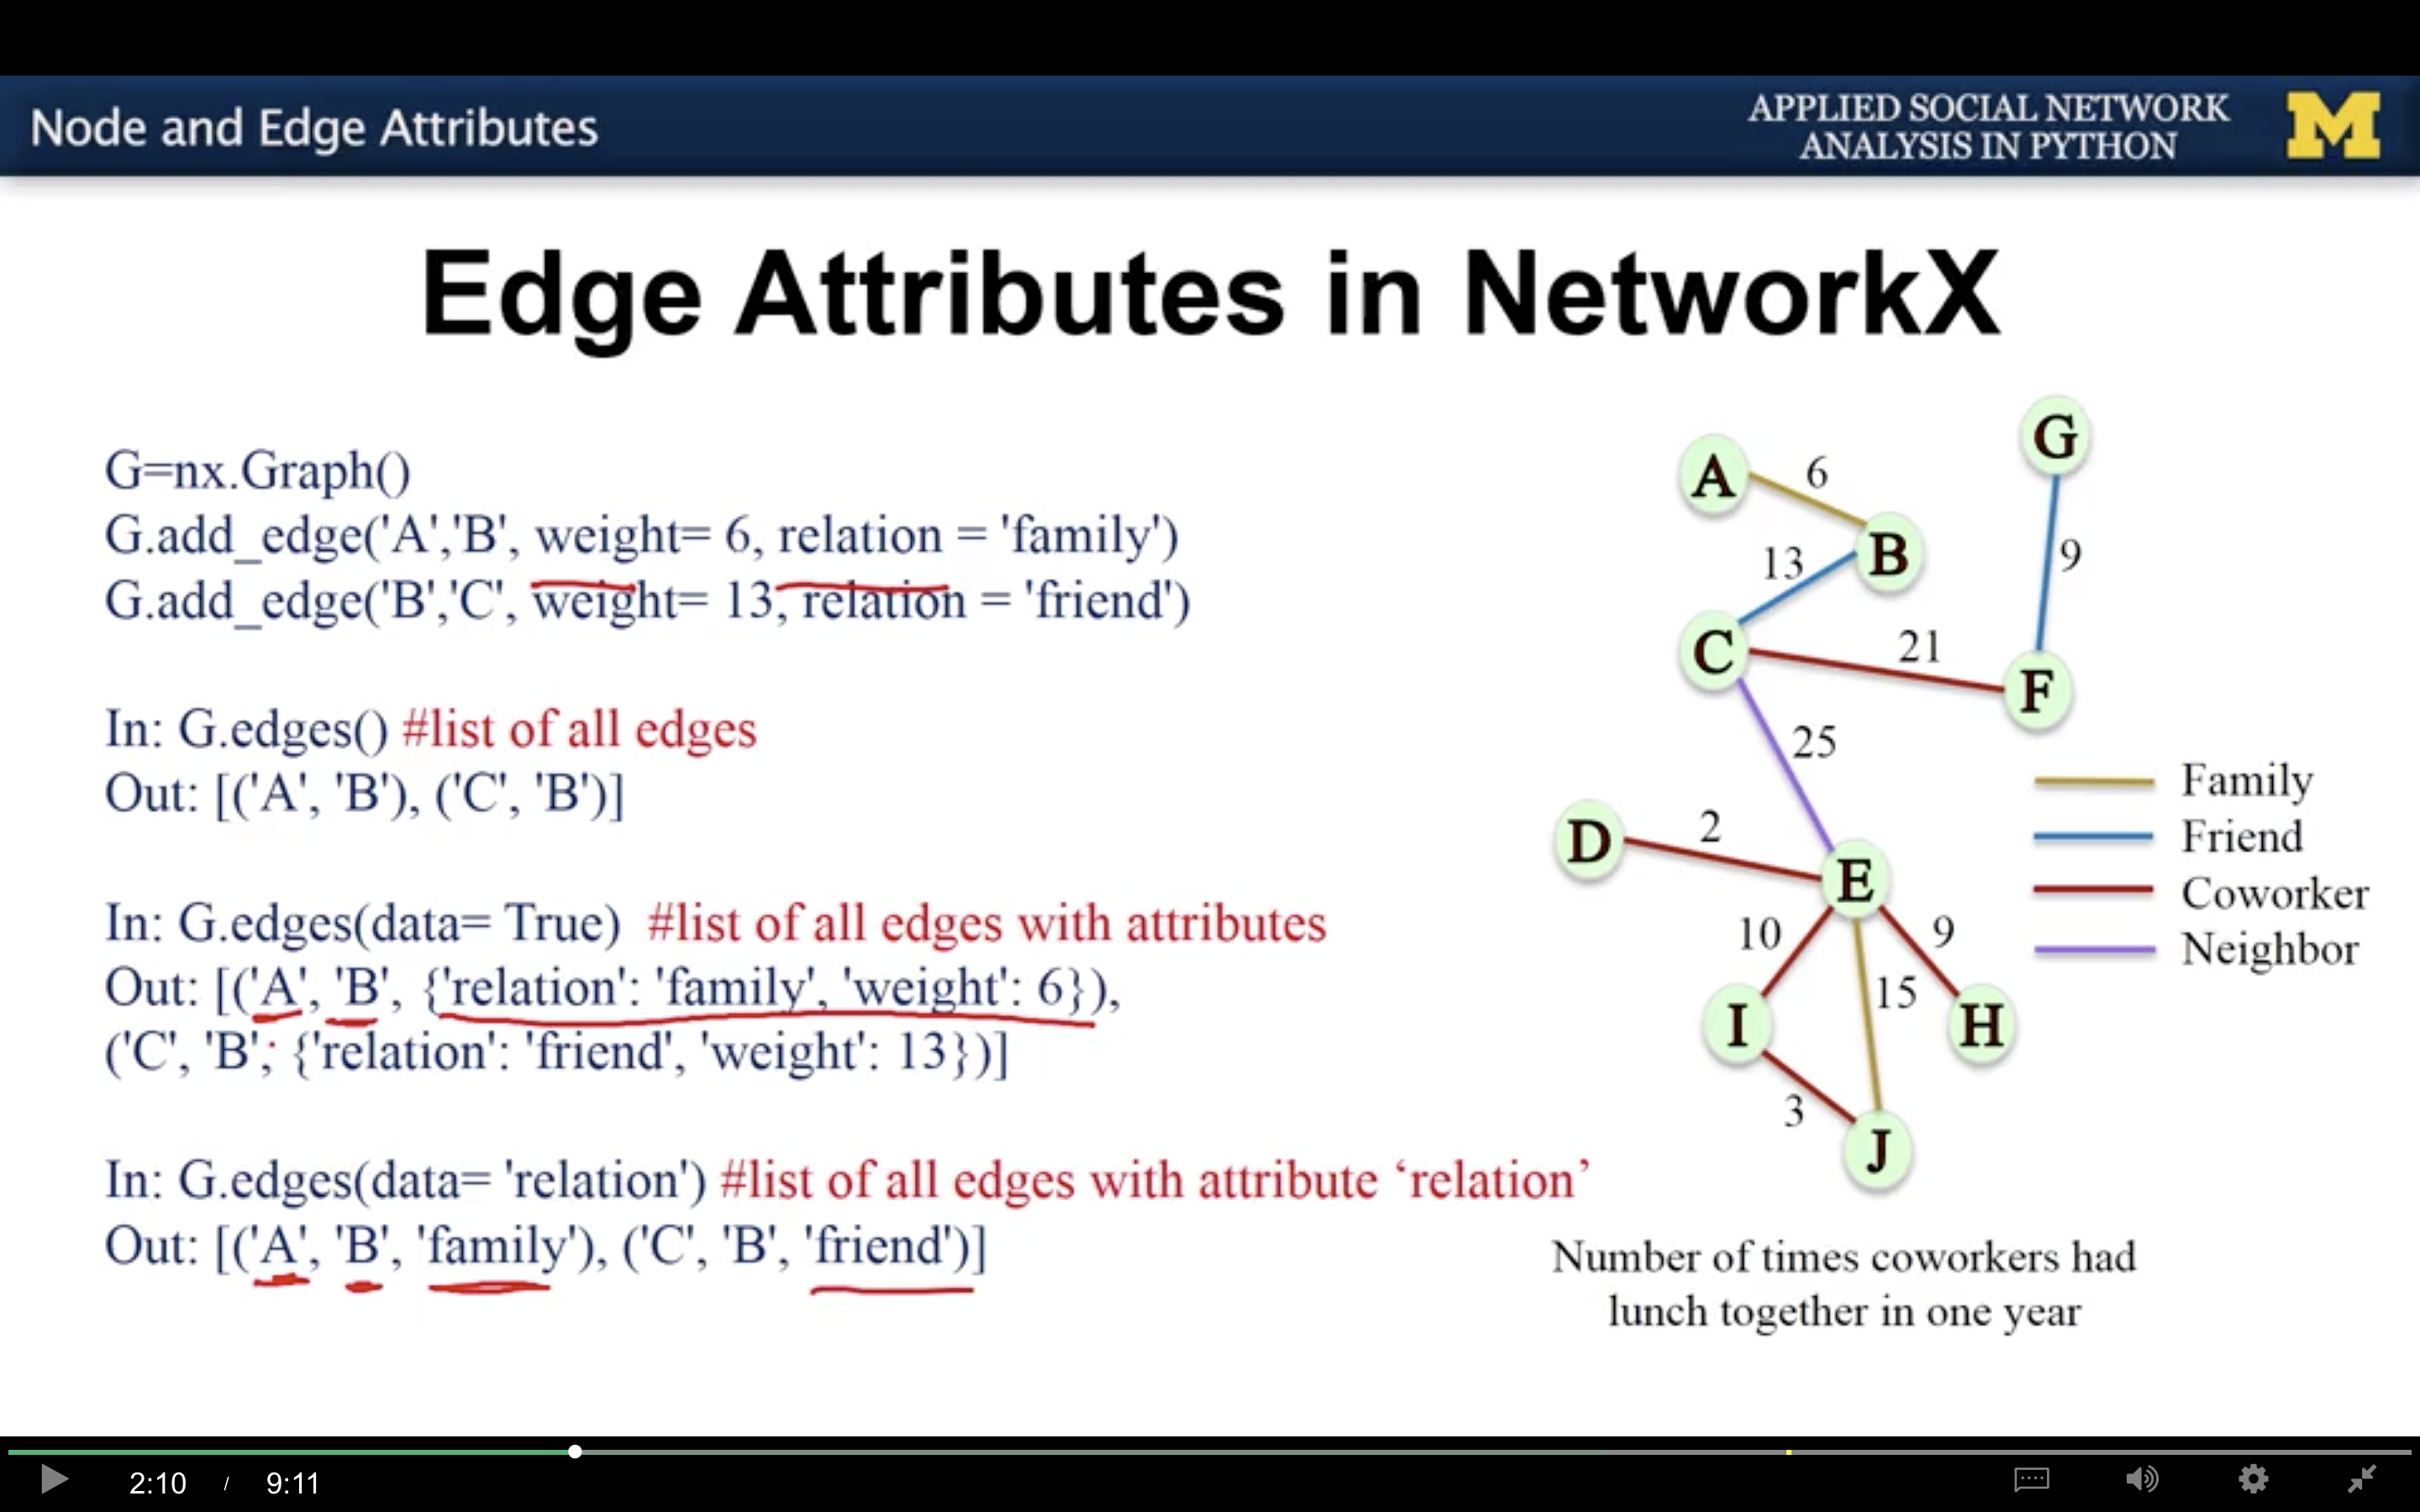 Node and Edge Attributes
APPLIED SOCIAL NETWORK
ANALYSIS IN PYTHON
M
Edge Attributes in NetworkX
G=nx.Graph()
G.add_edge('A','B', weight= 6, relation = 'family')
G.add_edge('B','C', weight= 13, relation = 'friend')
In: G.edges() #list of all edges
Out: [('A', 'B'), ('C', 'B')]
In: G.edges(data= True) #list of all edges with attributes
Out: [('A', 'B', {'relation': 'family', 'weight': 6}),
('C', 'B', {'relation': 'friend', 'weight': 13})]
In: G.edges(data= 'relation') #list of all edges with attribute ‘relation’
Out: [('A', 'B', 'family'), ('C', 'B', 'friend')]
G
A 6
13 B 9
C 21
F
25
D 2
E
10 9
15
I H
3
J
Family
Friend
Coworker
Neighbor
Number of times coworkers had
lunch together in one year
2:10 / 9:11